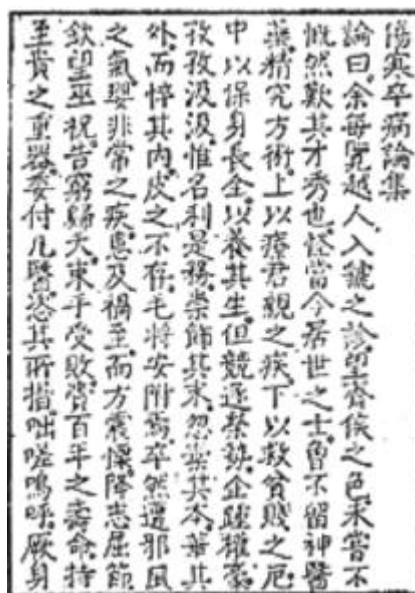 傷寒卒病論集
論曰余每覽越人入虢之診望齊侯之色未嘗不
慨然歎其才秀也怪當今居世之士曾不留神醫
藥精究方術上以療君親之疾下以救貧賤之厄
中以保身長全以養其生但競逐榮勢企踵權豪
孜孜汲汲惟名利是務崇飾其末忽棄其本華其
外而悴其內皮之不存毛將安附焉卒然遭邪風
之氣嬰非常之疾患及禍至而方震慄降志屈節
欽望巫祝告窮歸天束手受敗賚百年之壽命持
至貴之重器委付凡醫恣其所措咄嗟嗚呼厥身